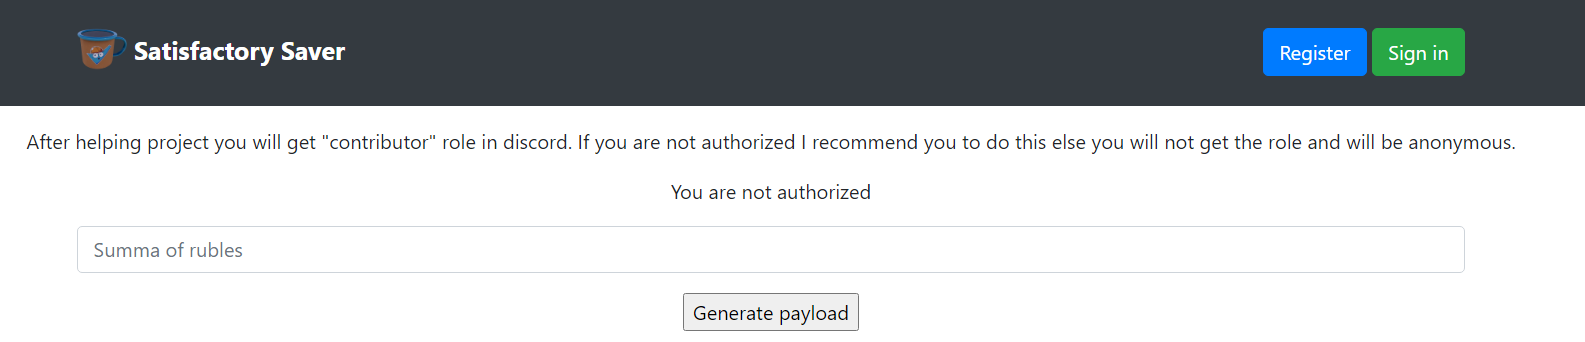 Satisfactory Saver
Register
Sign in
After helping project you will get "contributor" role in discord. If you are not authorized I recommend you to do this else you will not get the role and will be anonymous.
You are not authorized
Summa of rubles
Generate payload